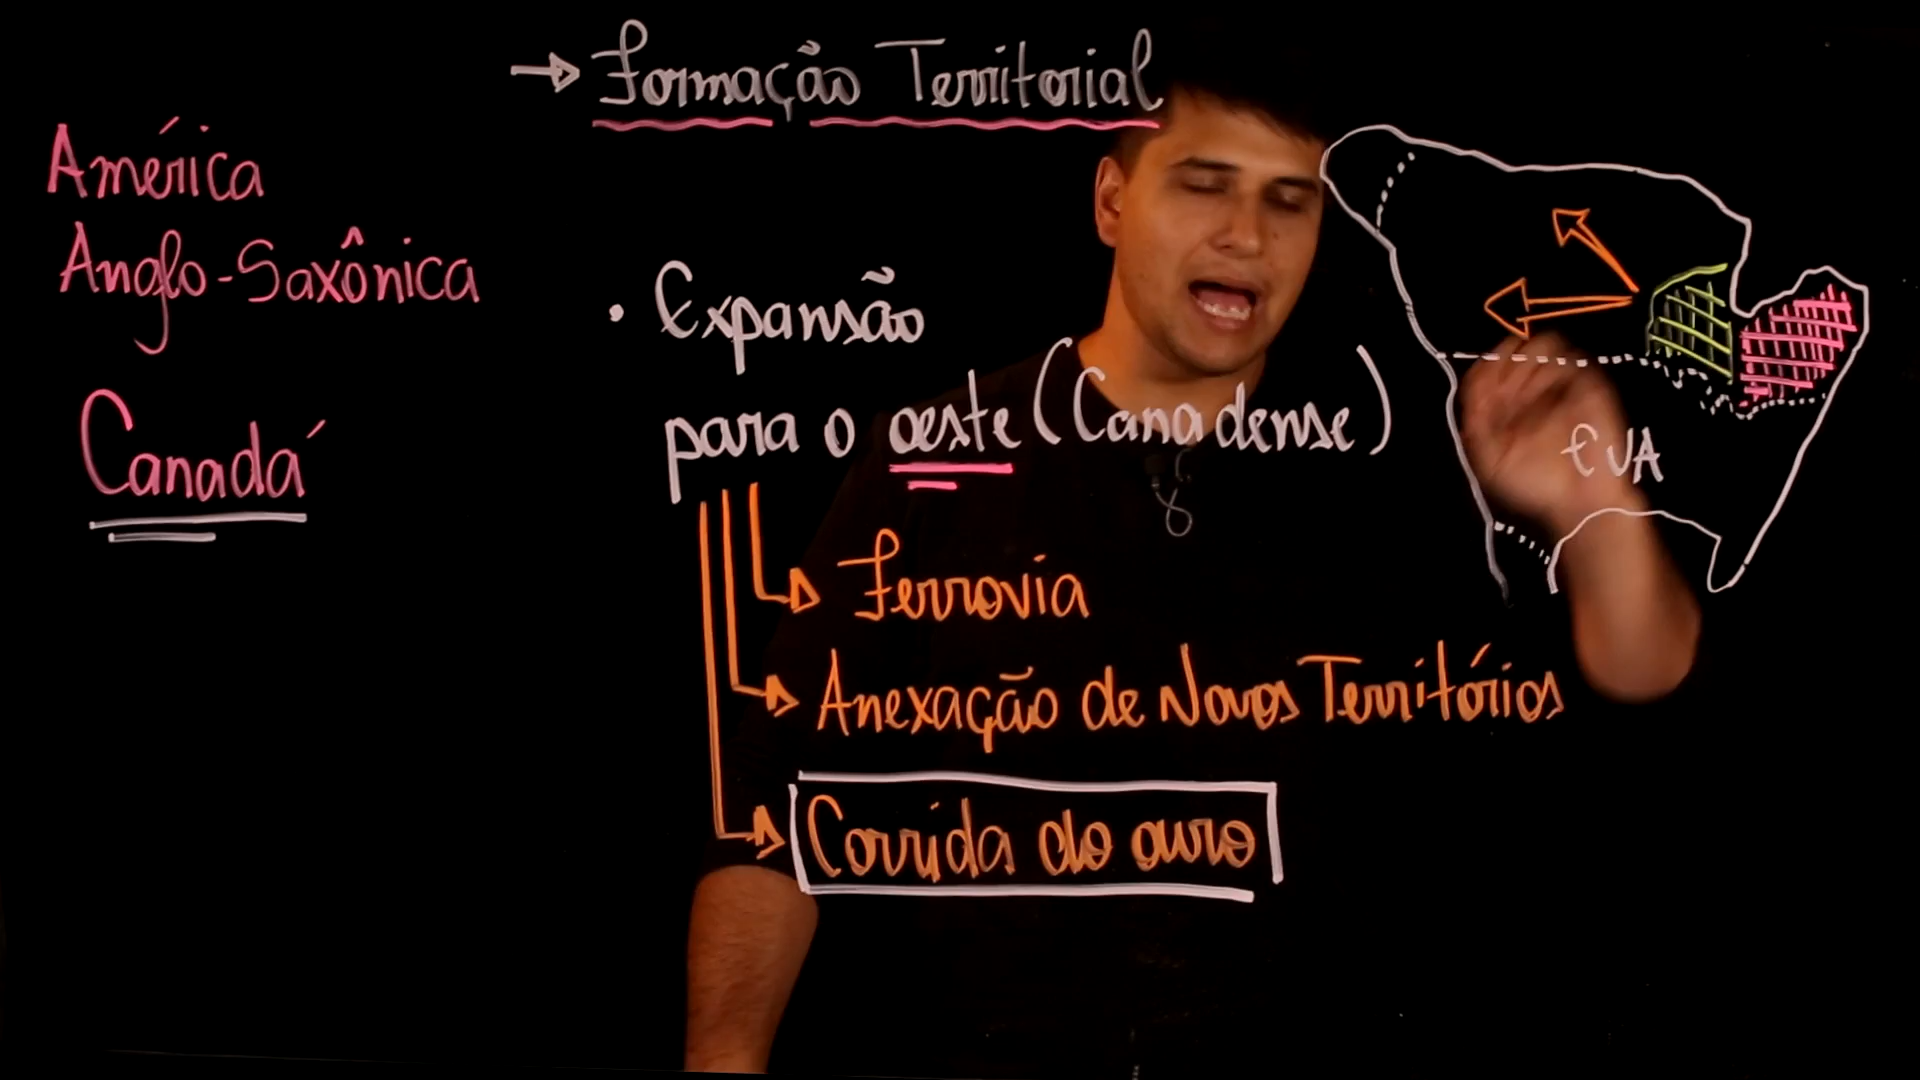 → Formação Territorial
América
Anglo-Saxônica
Canadá
• Expansão
para o oeste (Canadense)
Ferrovia
Anexação de Novos Territórios
Corrida do ouro
EUA